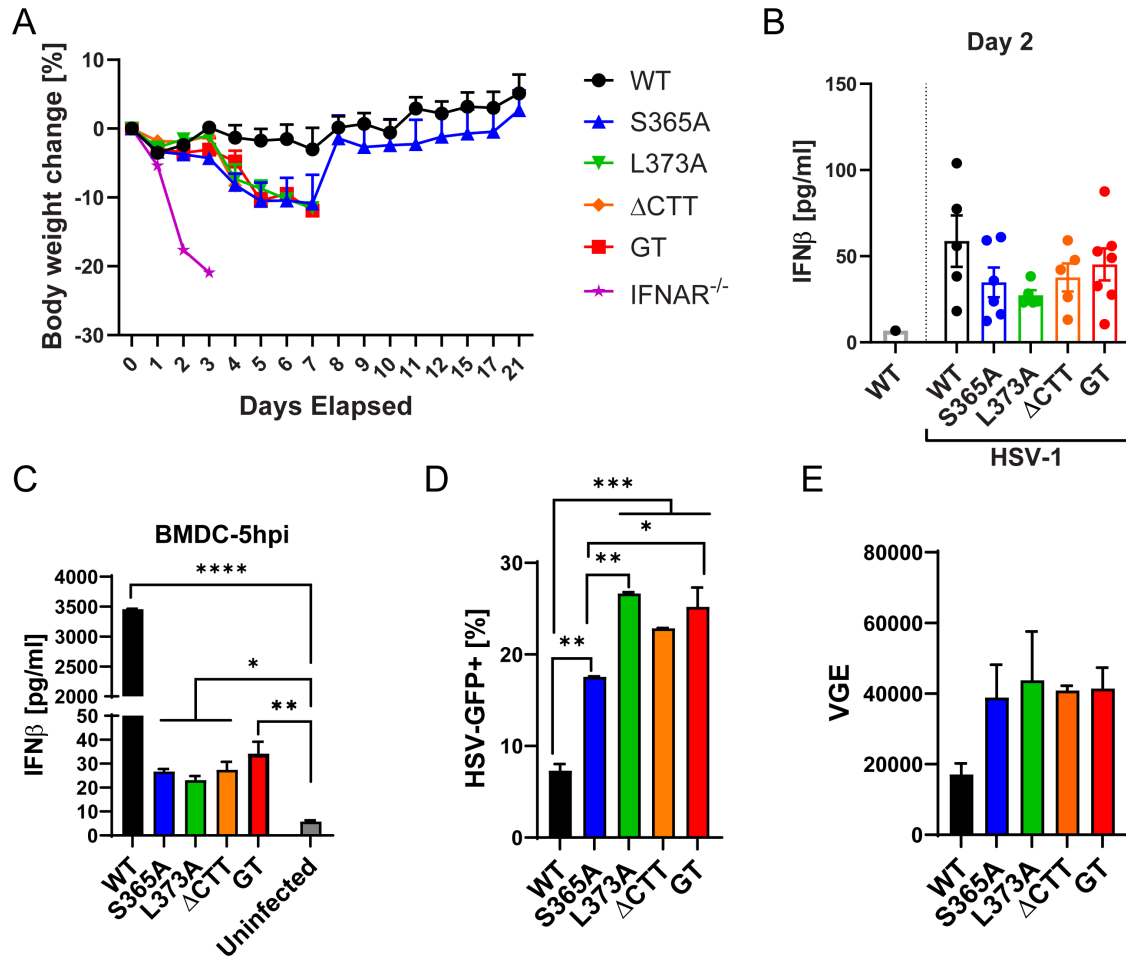 A
Body weight change [%]
10
0
-10
-20
-30
0 1 2 3 4 5 6 7 8 9 10 11 12 15 17 21
Days Elapsed
WT
S365A
L373A
ΔCTT
GT
IFNAR-/-
B
Day 2
IFNβ [pg/ml]
150
100
50
0
WT WT S365A L373A ΔCTT GT
HSV-1
C
BMDC-5hpi
IFNβ [pg/ml]
4000
3500
3000
2500
2000
50
40
30
20
10
0
****
*
**
WT S365A L373A ΔCTT GT Uninfected
D
HSV-GFP+ [%]
30
20
10
0
***
*
**
**
WT S365A L373A ΔCTT GT
E
VGE
80000
60000
40000
20000
0
WT S365A L373A ΔCTT GT